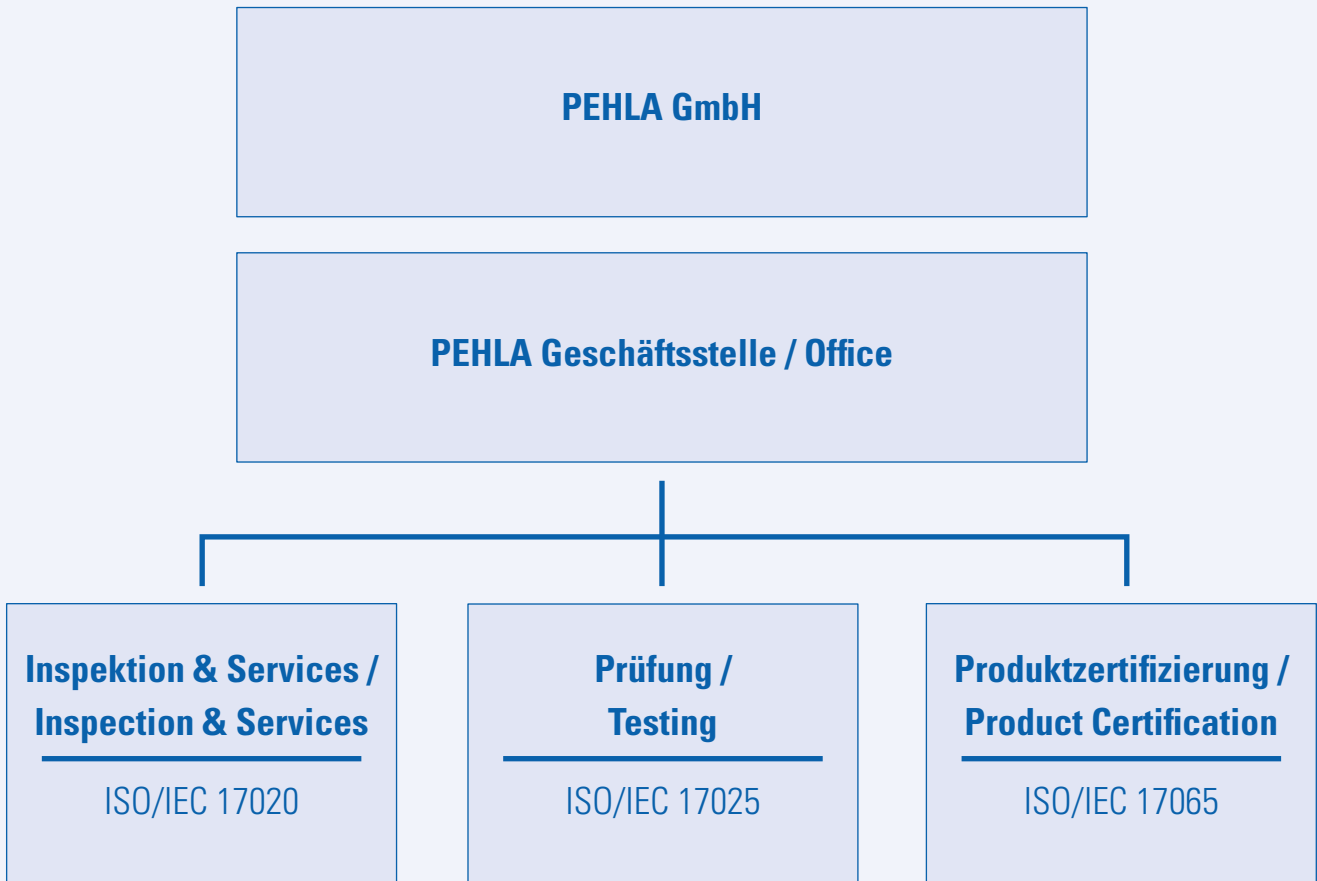 PEHLA GmbH
PEHLA Geschäftsstelle / Office
Inspektion & Services /
Inspection & Services
ISO/IEC 17020
Prüfung /
Testing
ISO/IEC 17025
Produktzertifizierung /
Product Certification
ISO/IEC 17065